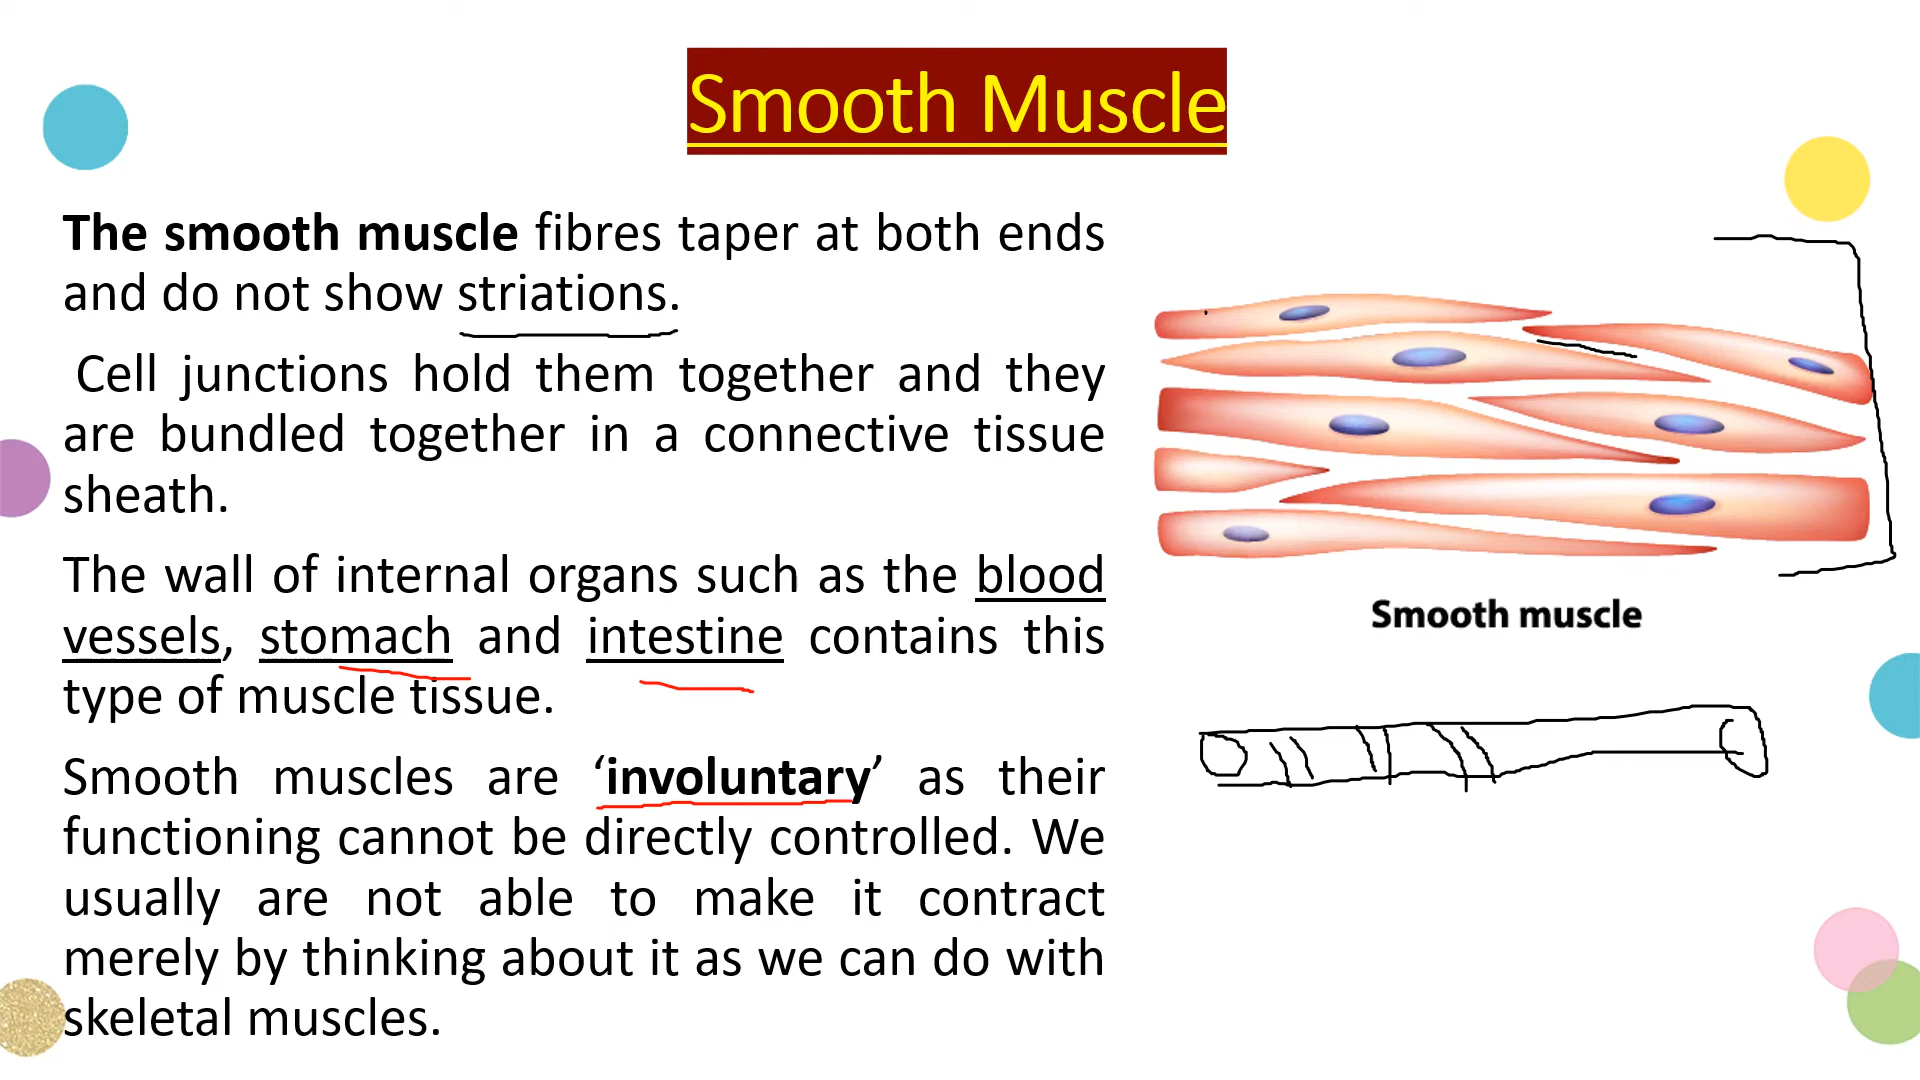 Smooth Muscle
The smooth muscle fibres taper at both ends
and do not show striations.
Cell junctions hold them together and they
are bundled together in a connective tissue
sheath.
The wall of internal organs such as the blood
vessels, stomach and intestine contains this
type of muscle tissue.
Smooth muscles are ‘involuntary’ as their
functioning cannot be directly controlled. We
usually are not able to make it contract
merely by thinking about it as we can do with
skeletal muscles.
Smooth muscle